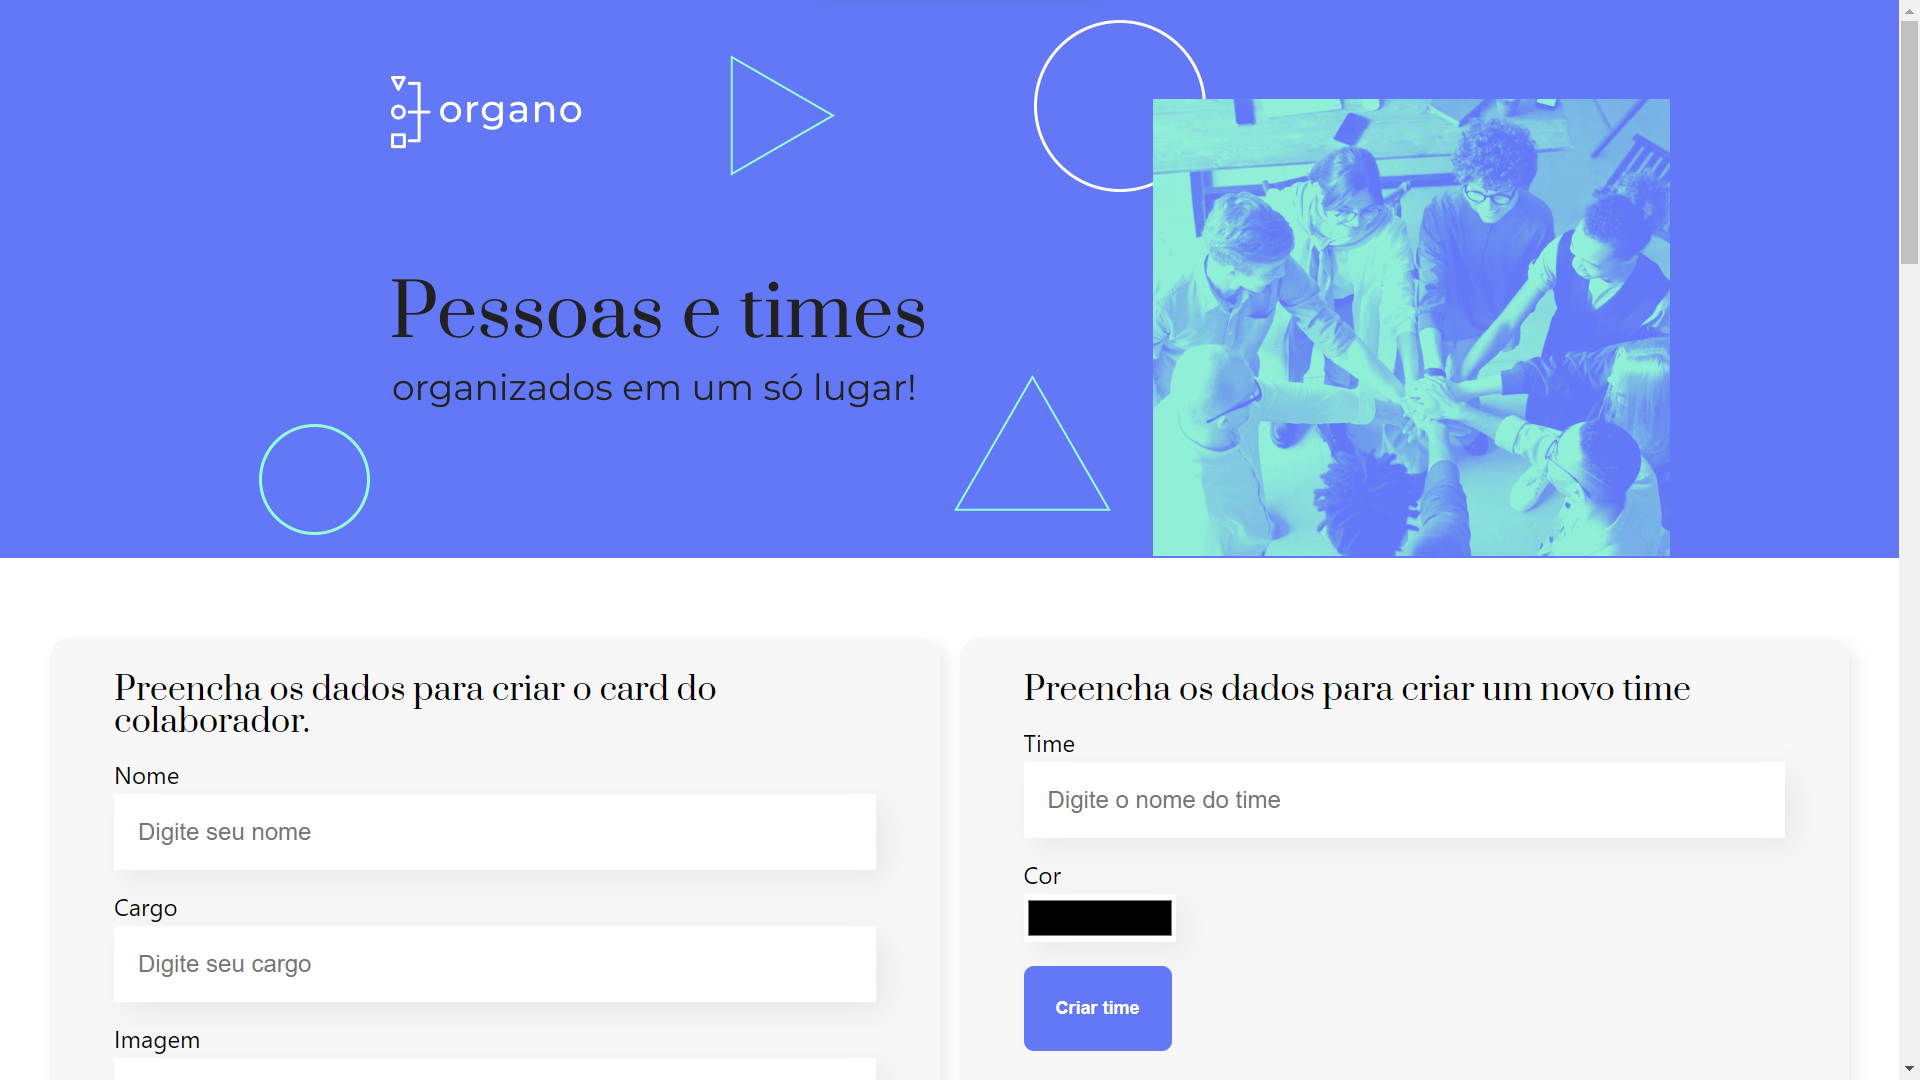 organo
Pessoas e times
organizados em um só lugar!
Preencha os dados para criar o card do
colaborador.
Nome
Digite seu nome
Cargo
Digite seu cargo
Imagem
Preencha os dados para criar um novo time
Time
Digite o nome do time
Cor
Criar time